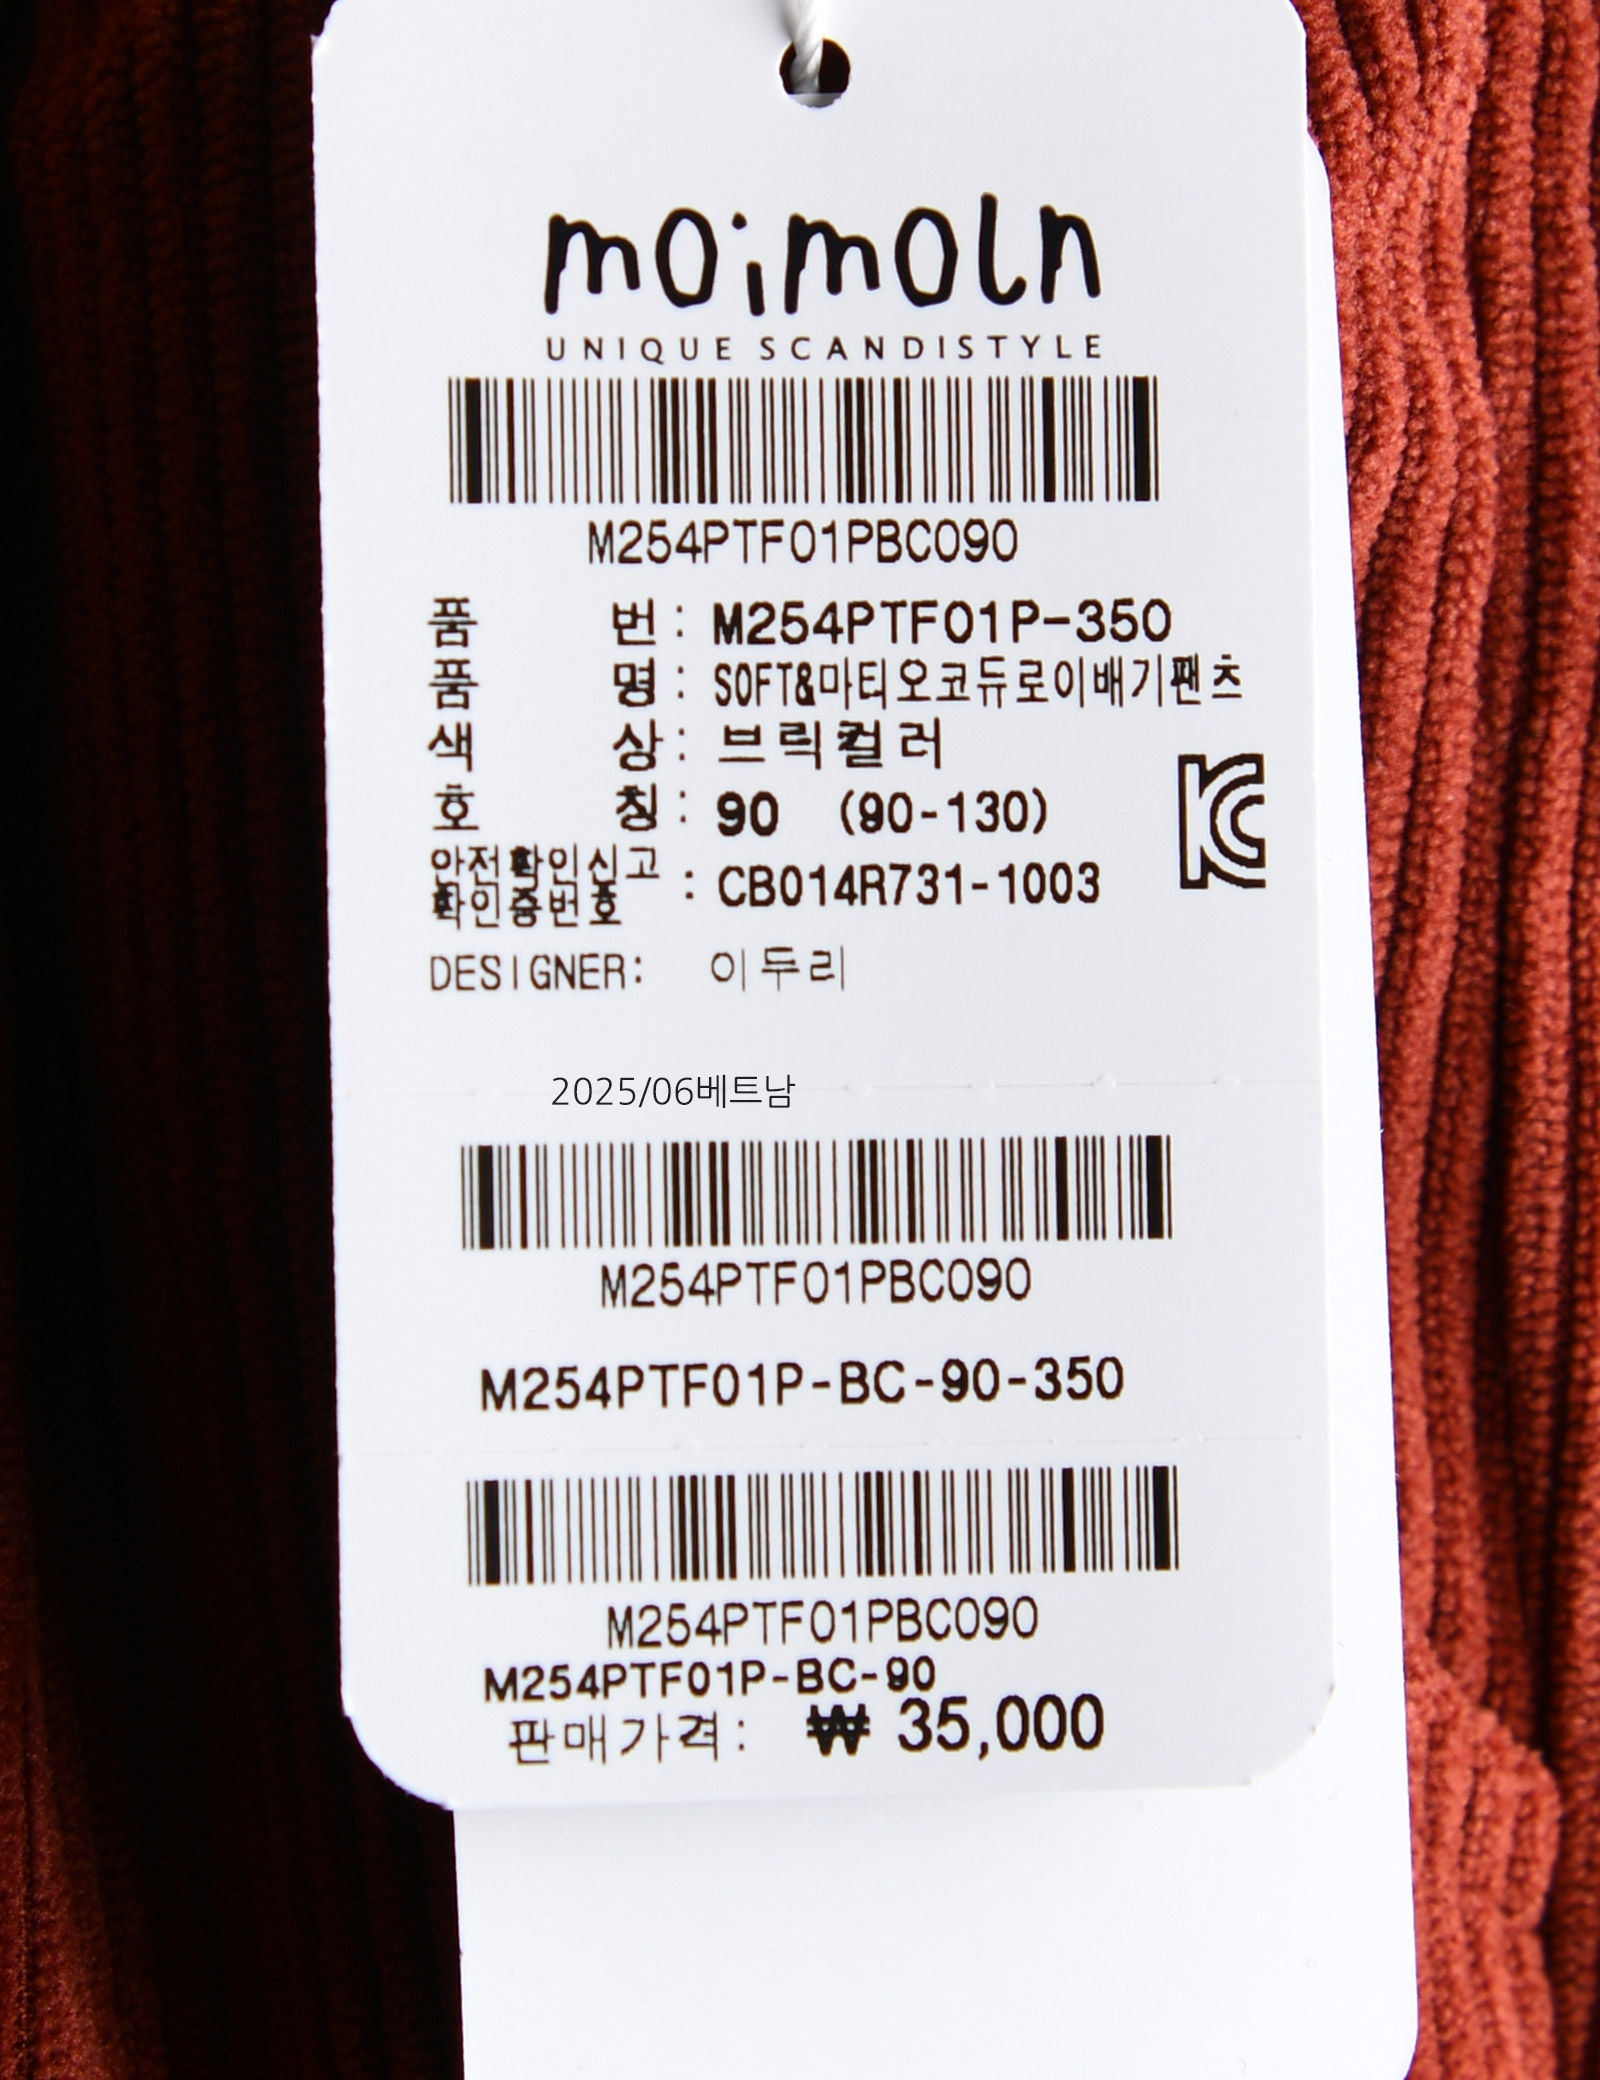 moimoln
UNIQUE SCANDISTYLE
M254PTF01PBC090
품 번 : M254PTF01P-350
품 명 : SOFT&마티오코듀로이배기팬츠
색 상 : 브릭컬러
호 칭 : 90 (90-130)
안전확인신고
확인증번호 : CB014R731-1003
DESIGNER: 이두리
2025/06베트남
M254PTF01PBC090
M254PTF01P-BC-90-350
M254PTF01PBC090
M254PTF01P-BC-90
판매가격: ₩ 35,000